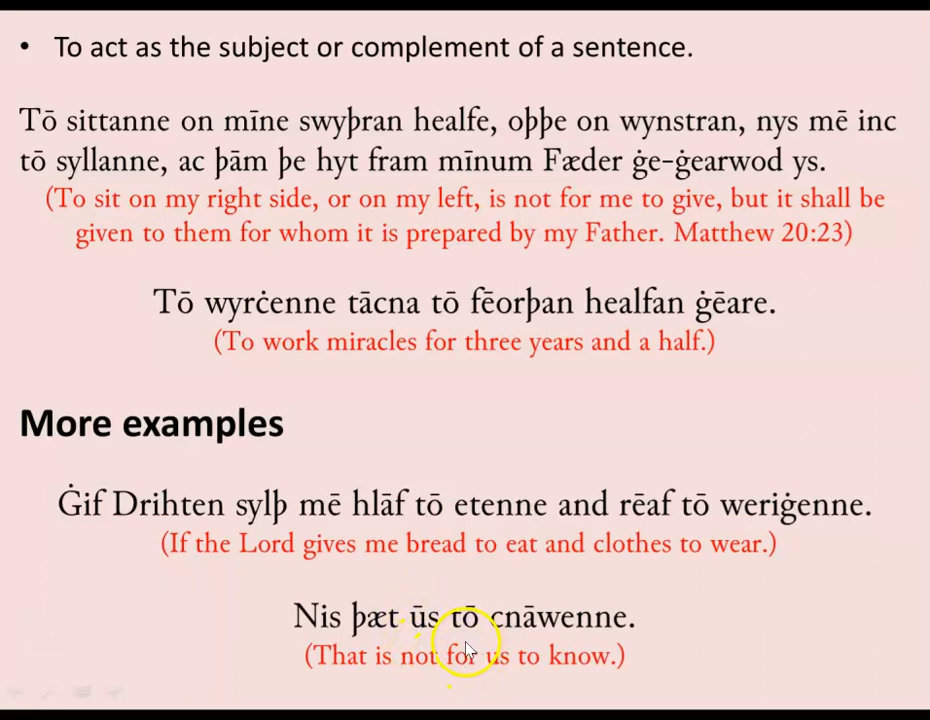 • To act as the subject or complement of a sentence.
Tō sittanne on mīne swyþran healfe, oþþe on wynstran, nys mē inc
tō syllanne, ac þām þe hyt fram mīnum Fæder ġe-ġearwod ys.
(To sit on my right side, or on my left, is not for me to give, but it shall be
given to them for whom it is prepared by my Father. Matthew 20:23)
Tō wyrċenne tācna tō fēorþan healfan ġēare.
(To work miracles for three years and a half.)
More examples
Ġif Drihten sylþ mē hlāf tō etenne and rēaf tō weriġenne.
(If the Lord gives me bread to eat and clothes to wear.)
Nis þæt ūs tō cnāwenne.
(That is not for us to know.)